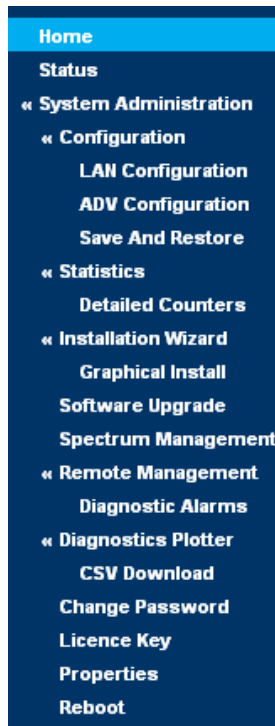 Home
Status
« System Administration
« Configuration
LAN Configuration
ADV Configuration
Save And Restore
« Statistics
Detailed Counters
« Installation Wizard
Graphical Install
Software Upgrade
Spectrum Management
« Remote Management
Diagnostic Alarms
« Diagnostics Plotter
CSV Download
Change Password
Licence Key
Properties
Reboot